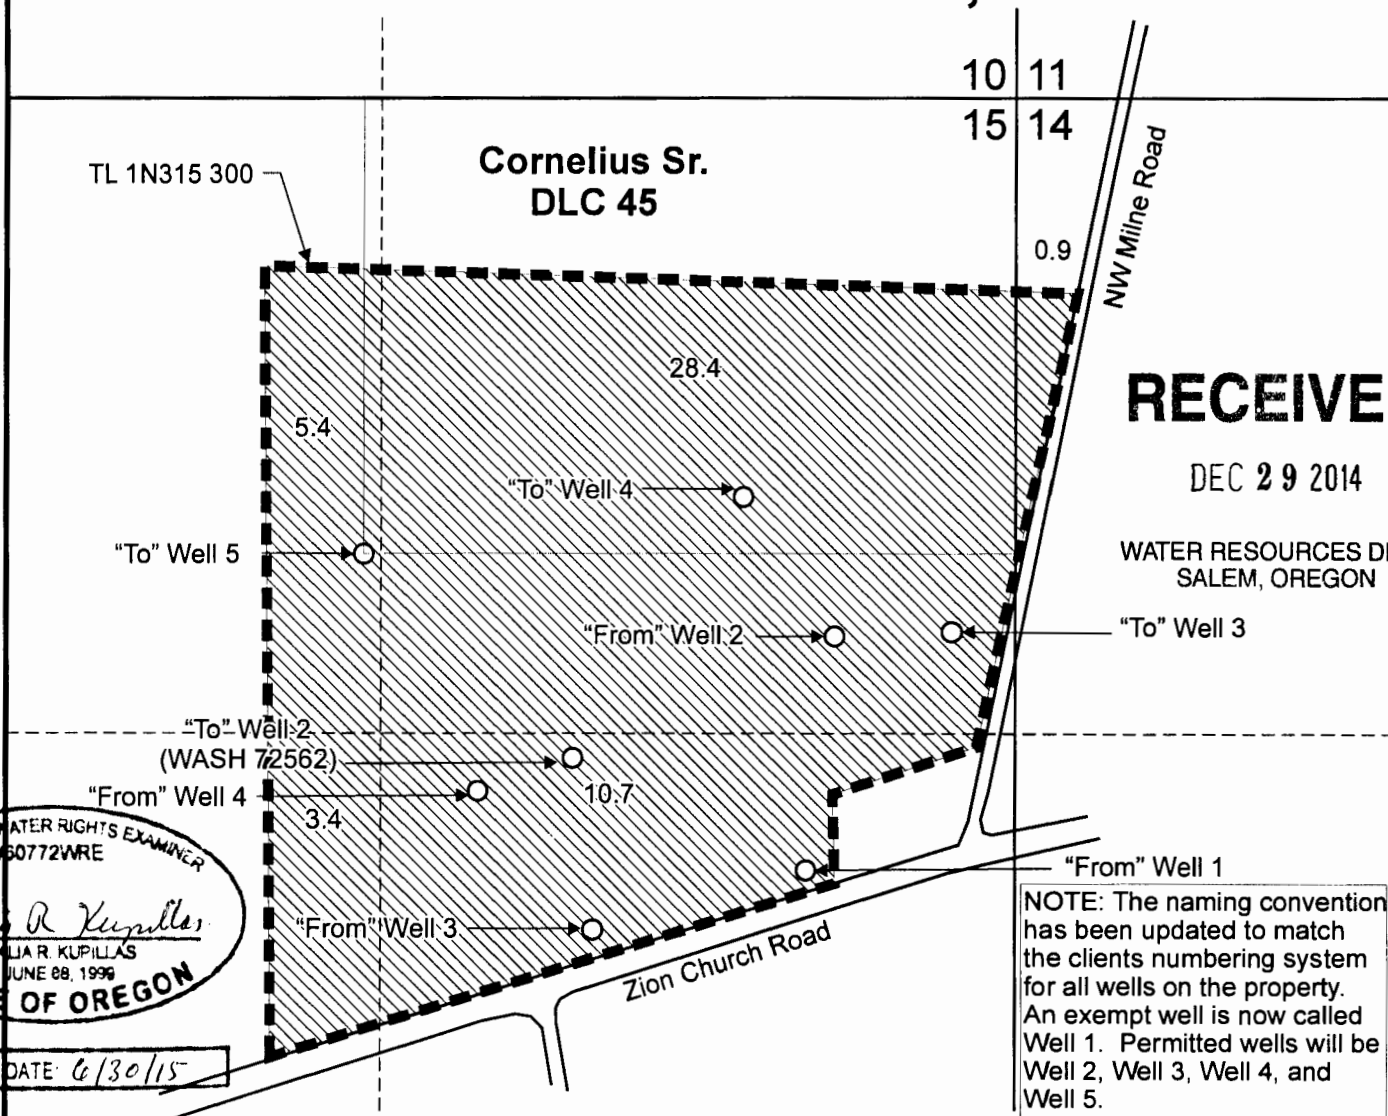 10 11
15 14
TL 1N315 300
Cornelius Sr.
DLC 45
NW Milne Road
0.9
28.4
5.4
RECEIVE
DEC 29 2014
WATER RESOURCES D
SALEM, OREGON
"To" Well 4
"To" Well 5
"From" Well 2
"To" Well 3
"To" Well 2
(WASH 72562)
"From" Well 4
10.7
3.4
"From" Well 1
"From" Well 3
Zion Church Road
ATER RIGHTS EXAMINER
60772WRE
R Kupillas
LIA R. KUPILLAS
JUNE 08, 1999
OF OREGON
DATE: 6/30/15
NOTE: The naming convention
has been updated to match
the clients numbering system
for all wells on the property.
An exempt well is now called
Well 1. Permitted wells will be
Well 2, Well 3, Well 4, and
Well 5.